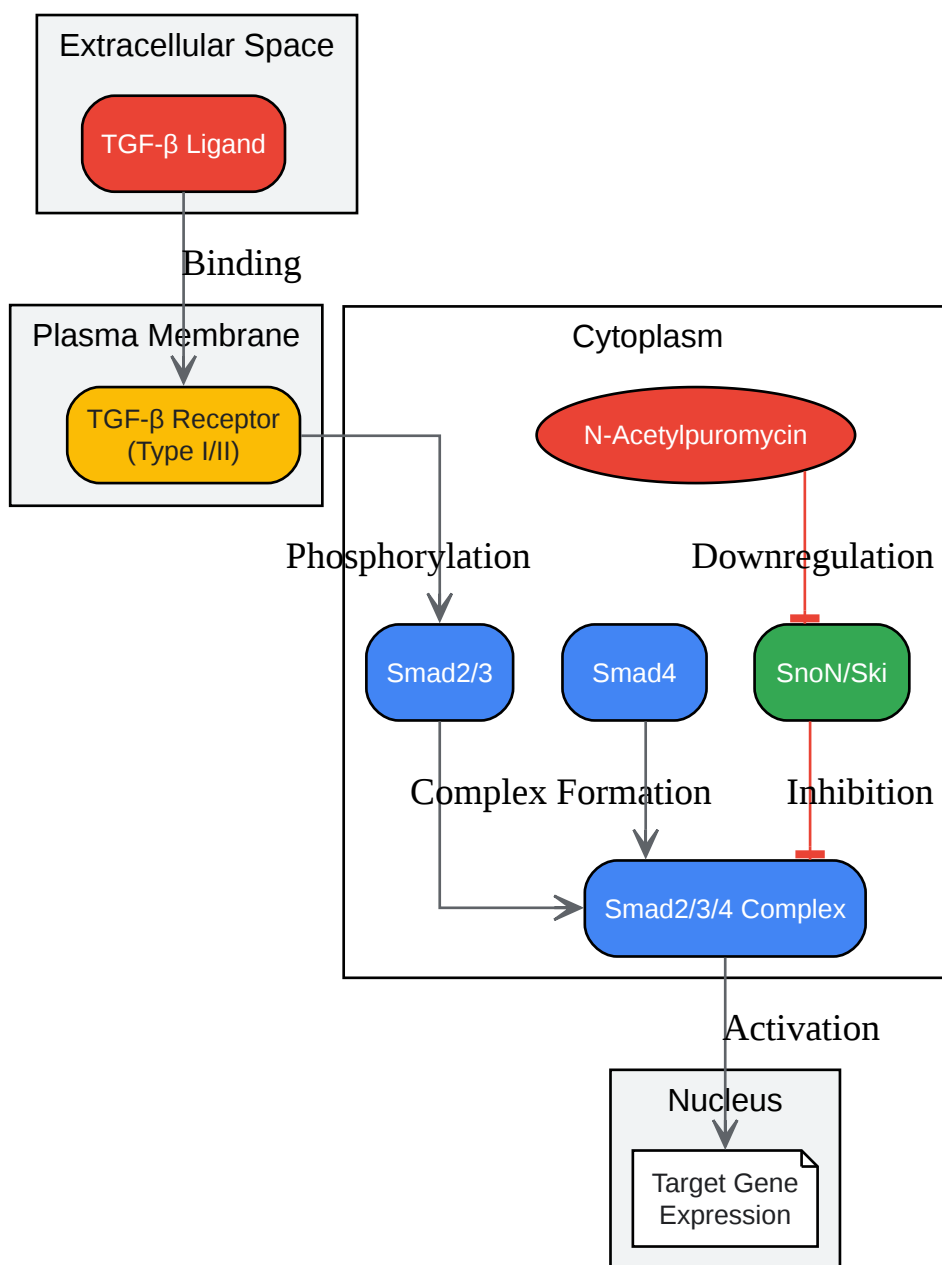 Extracellular Space
TGF-β Ligand
Binding
Plasma Membrane
TGF-β Receptor
(Type I/II)
Cytoplasm
N-Acetylpuromycin
Phosphorylation
Downregulation
Smad2/3
Smad4
SnoN/Ski
Complex Formation
Inhibition
Smad2/3/4 Complex
Activation
Nucleus
Target Gene
Expression